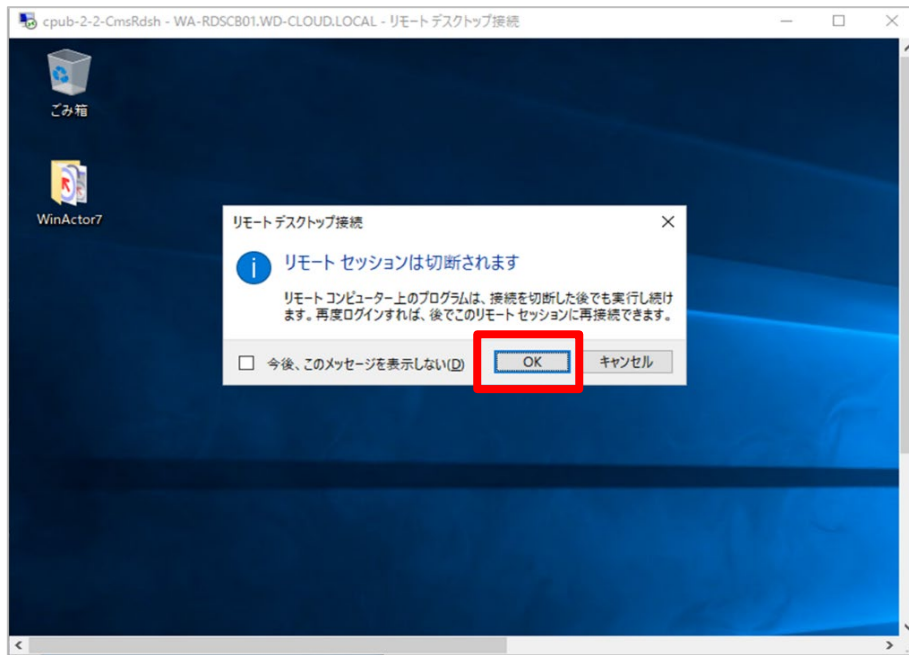 cpub-2-2-CmsRdsh - WA-RDSCB01.WD-CLOUD.LOCAL - リモート デスクトップ接続
ごみ箱
WinActor7
リモート デスクトップ接続
リモート セッションは切断されます
リモート コンピューター上のプログラムは、接続を切断した後でも実行し続け
ます。再度ログインすれば、後でこのリモート セッションに再接続できます。
今後、このメッセージを表示しない(D)
OK
キャンセル